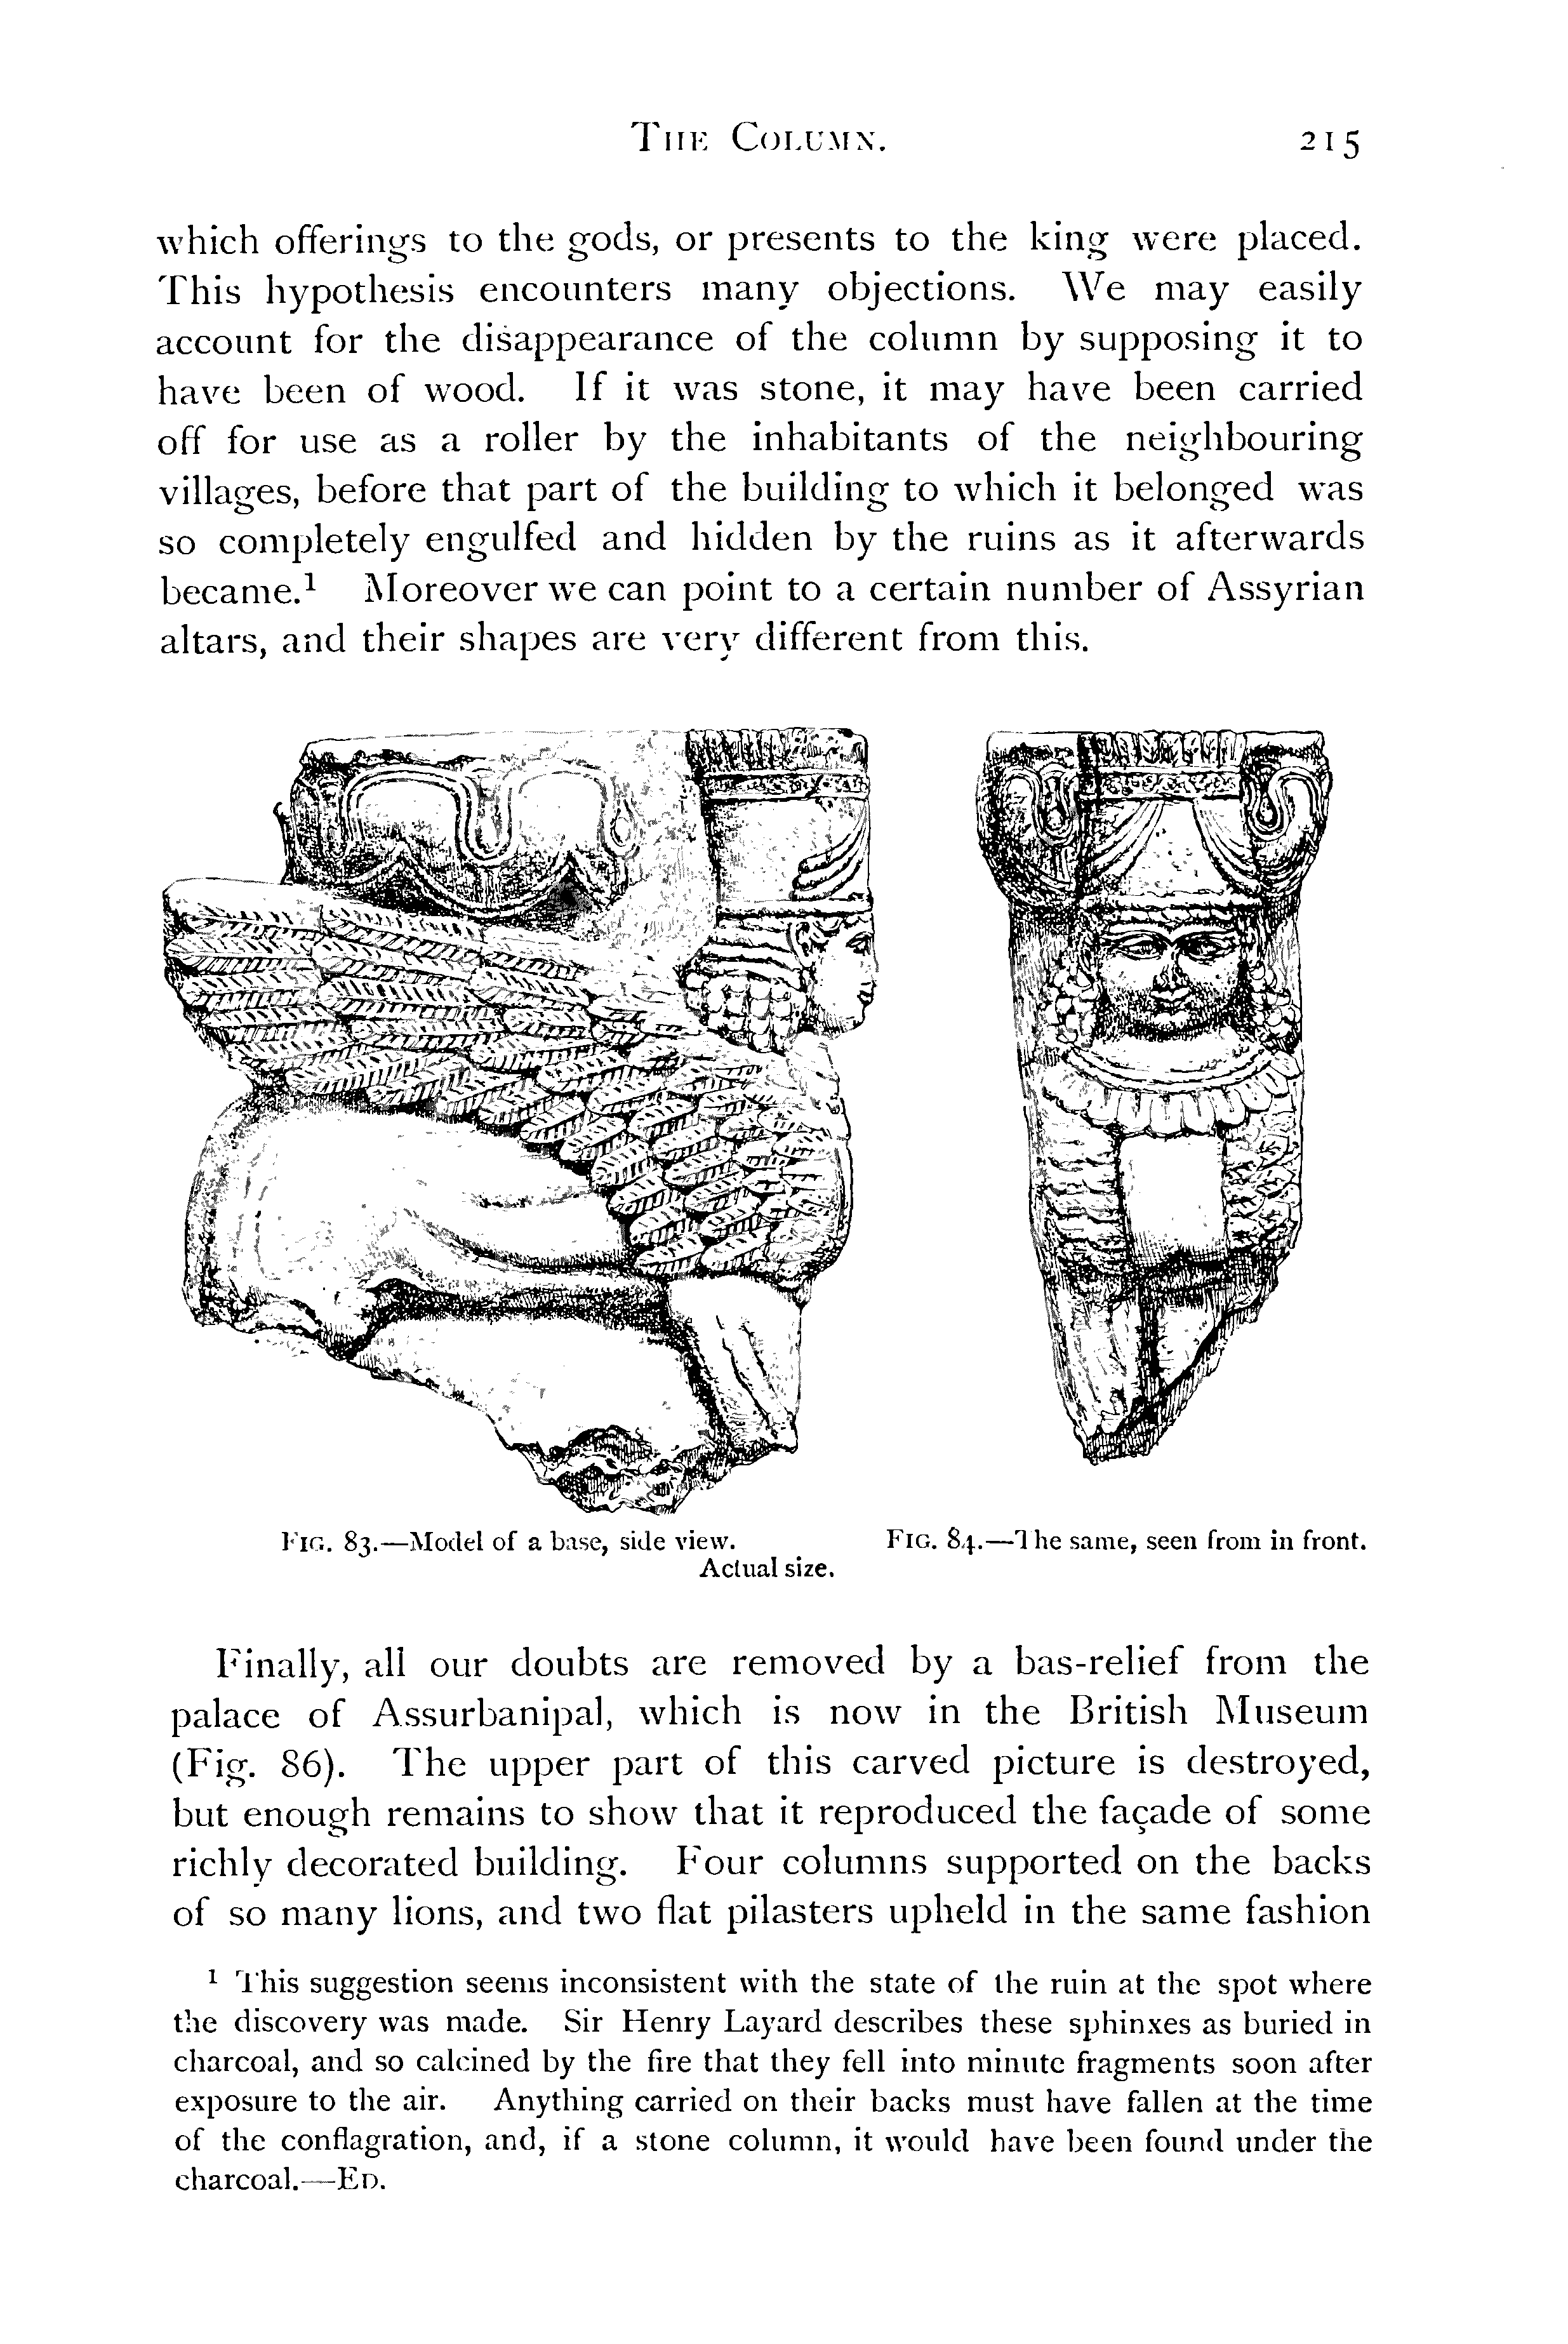 THE COLUMN. 215
which offerings to the gods, or presents to the king were placed.
This hypothesis encounters many objections. We may easily
account for the disappearance of the column by supposing it to
have been of wood. If it was stone, it may have been carried
off for use as a roller by the inhabitants of the neighbouring
villages, before that part of the building to which it belonged was
so completely engulfed and hidden by the ruins as it afterwards
became.¹ Moreover we can point to a certain number of Assyrian
altars, and their shapes are very different from this.
FIG. 83.—Model of a base, side view. FIG. 84.—The same, seen from in front.
Actual size.
Finally, all our doubts are removed by a bas-relief from the
palace of Assurbanipal, which is now in the British Museum
(Fig. 86). The upper part of this carved picture is destroyed,
but enough remains to show that it reproduced the façade of some
richly decorated building. Four columns supported on the backs
of so many lions, and two flat pilasters upheld in the same fashion
¹ This suggestion seems inconsistent with the state of the ruin at the spot where
the discovery was made. Sir Henry Layard describes these sphinxes as buried in
charcoal, and so calcined by the fire that they fell into minute fragments soon after
exposure to the air. Anything carried on their backs must have fallen at the time
of the conflagration, and, if a stone column, it would have been found under the
charcoal.—ED.